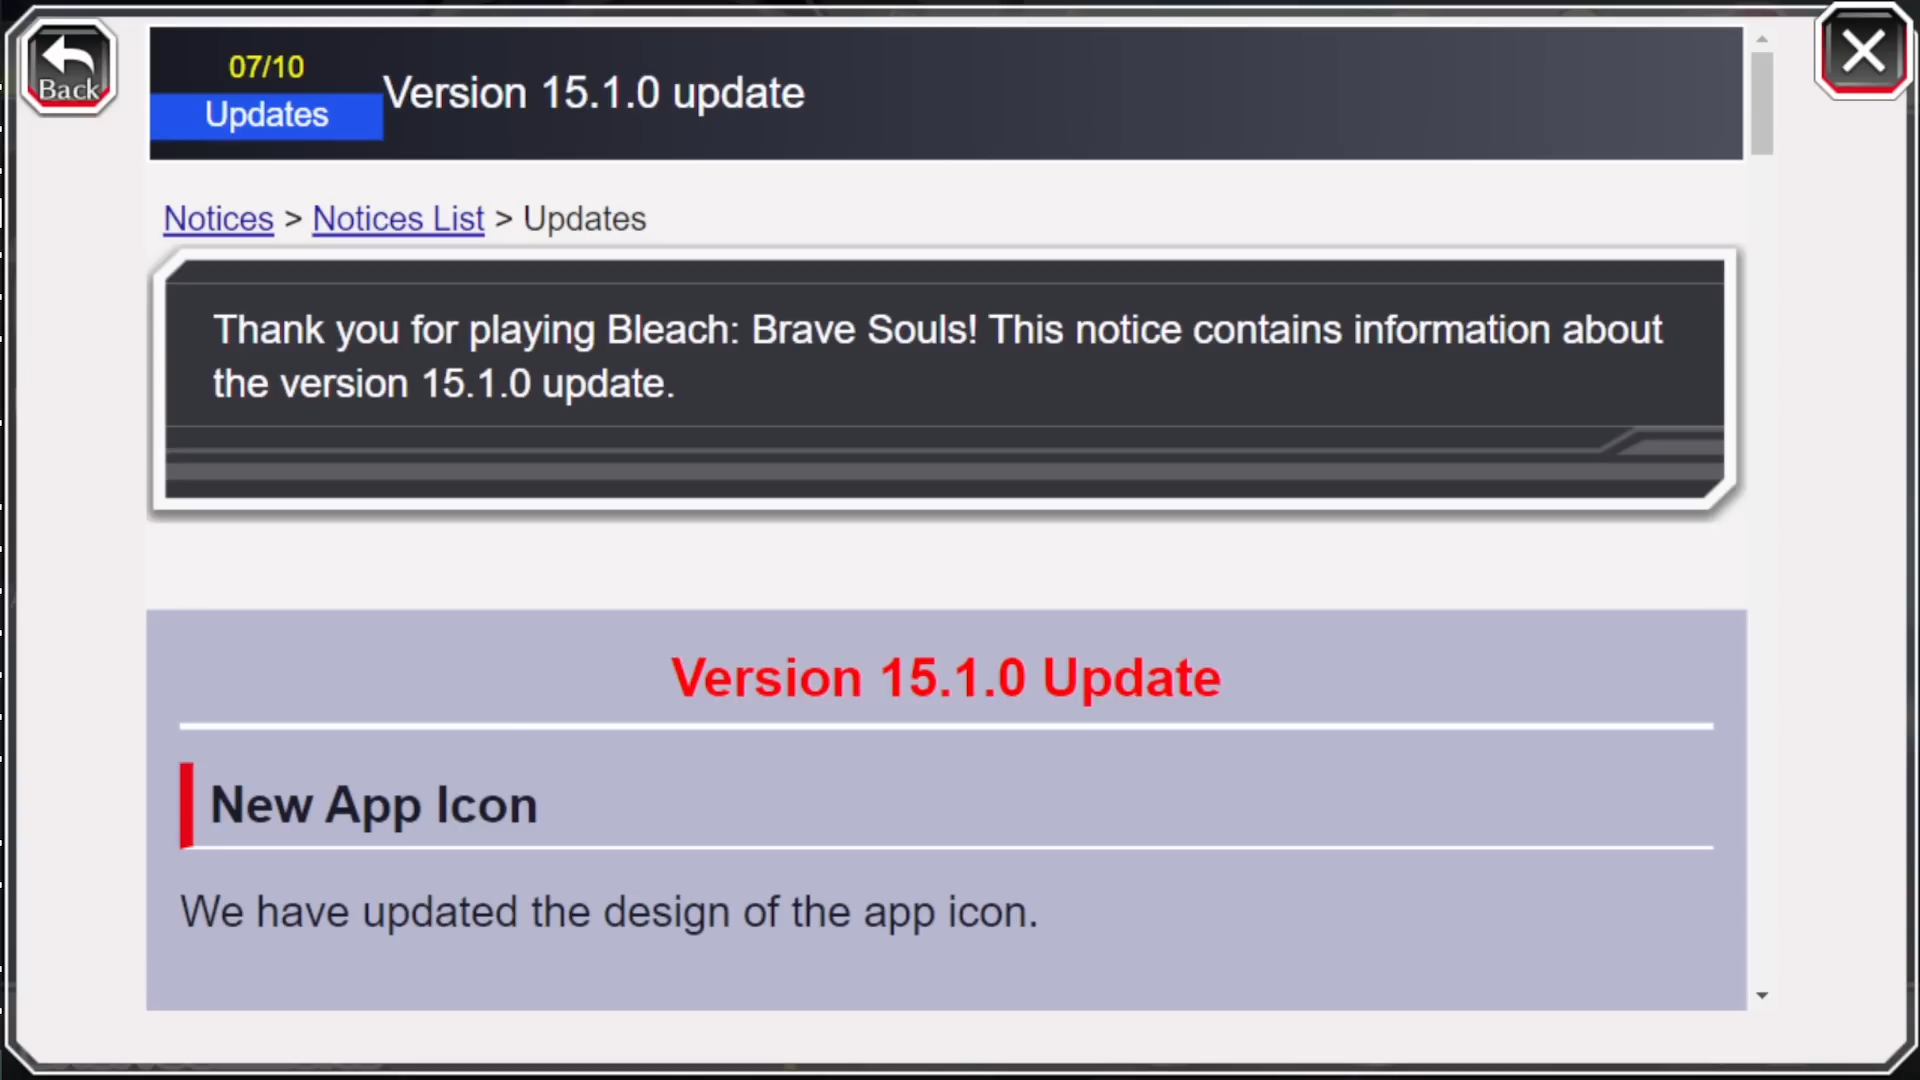 Back
07/10
Updates
Version 15.1.0 update
Notices > Notices List > Updates
Thank you for playing Bleach: Brave Souls! This notice contains information about
the version 15.1.0 update.
Version 15.1.0 Update
New App Icon
We have updated the design of the app icon.